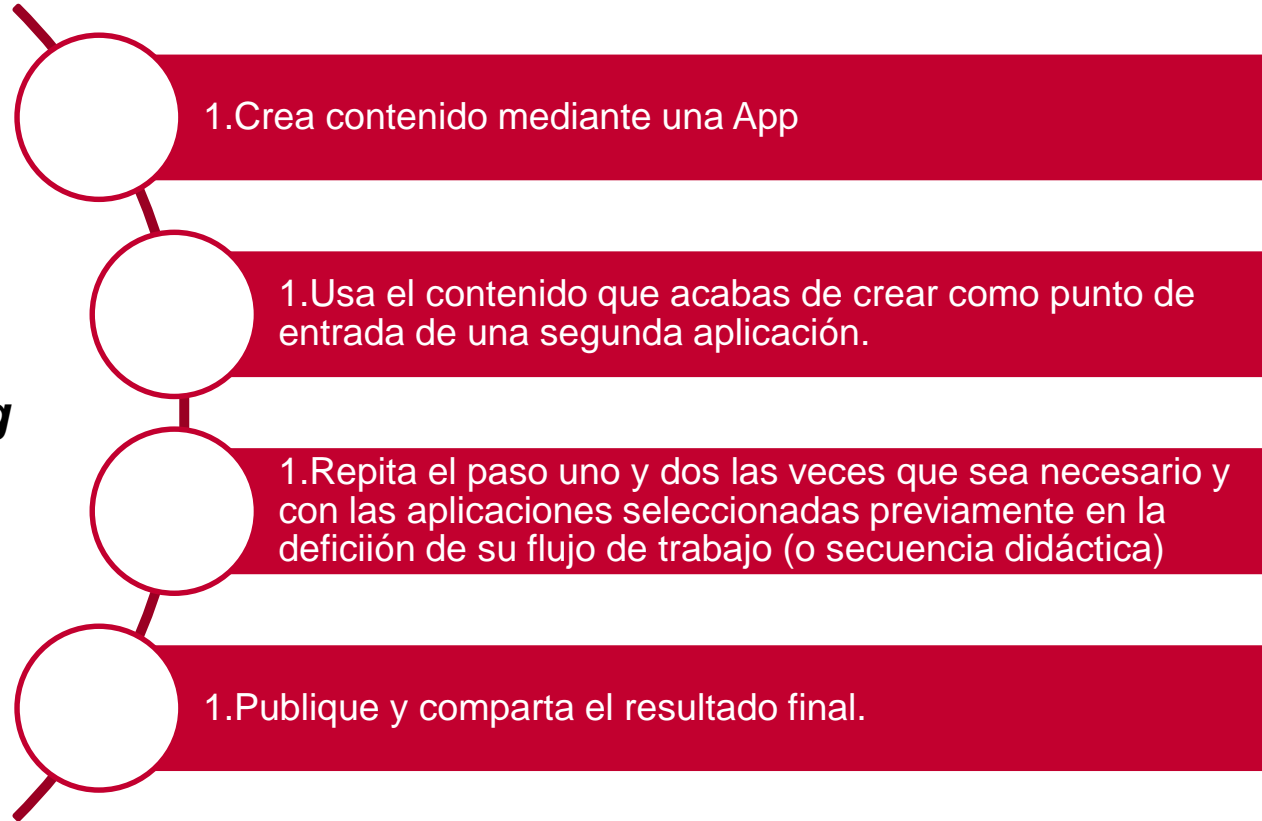 1.Crea contenido mediante una App
1.Usa el contenido que acabas de crear como punto de
entrada de una segunda aplicación.
g
1.Repita el paso uno y dos las veces que sea necesario y
con las aplicaciones seleccionadas previamente en la
deficiión de su flujo de trabajo (o secuencia didáctica)
1.Publique y comparta el resultado final.